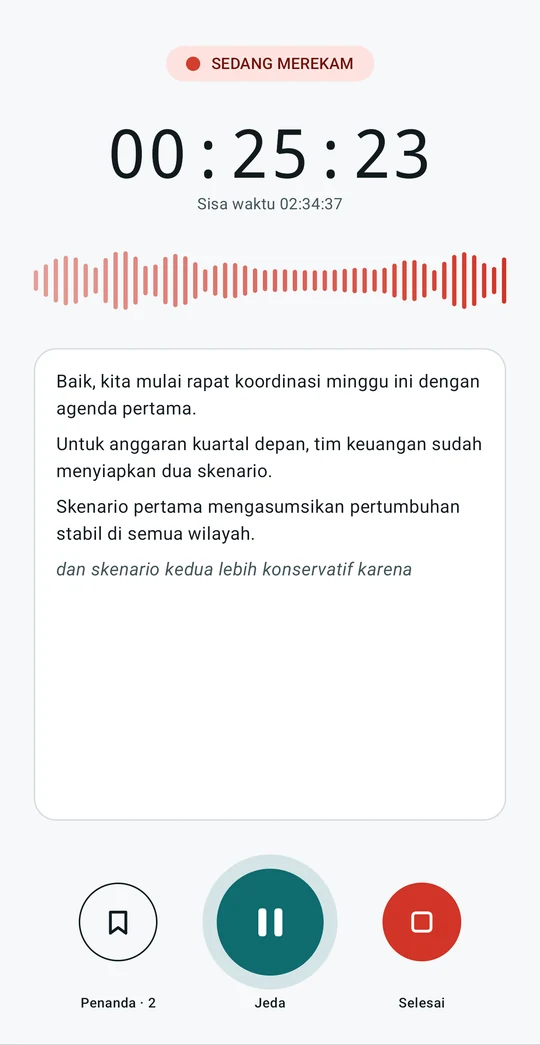 SEDANG MEREKAM
00:25:23
Sisa waktu 02:34:37
Baik, kita mulai rapat koordinasi minggu ini dengan
agenda pertama.
Untuk anggaran kuartal depan, tim keuangan sudah
menyiapkan dua skenario.
Skenario pertama mengasumsikan pertumbuhan
stabil di semua wilayah.
dan skenario kedua lebih konservatif karena
Penanda · 2
Jeda
Selesai